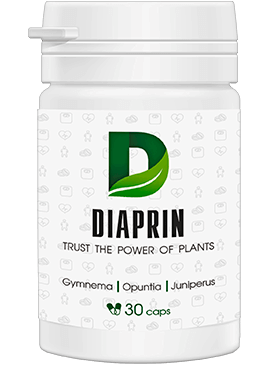 D
DIAPRIN
TRUST THE POWER OF PLANTS
Gymnema | Opuntia | Juniperus
30 caps